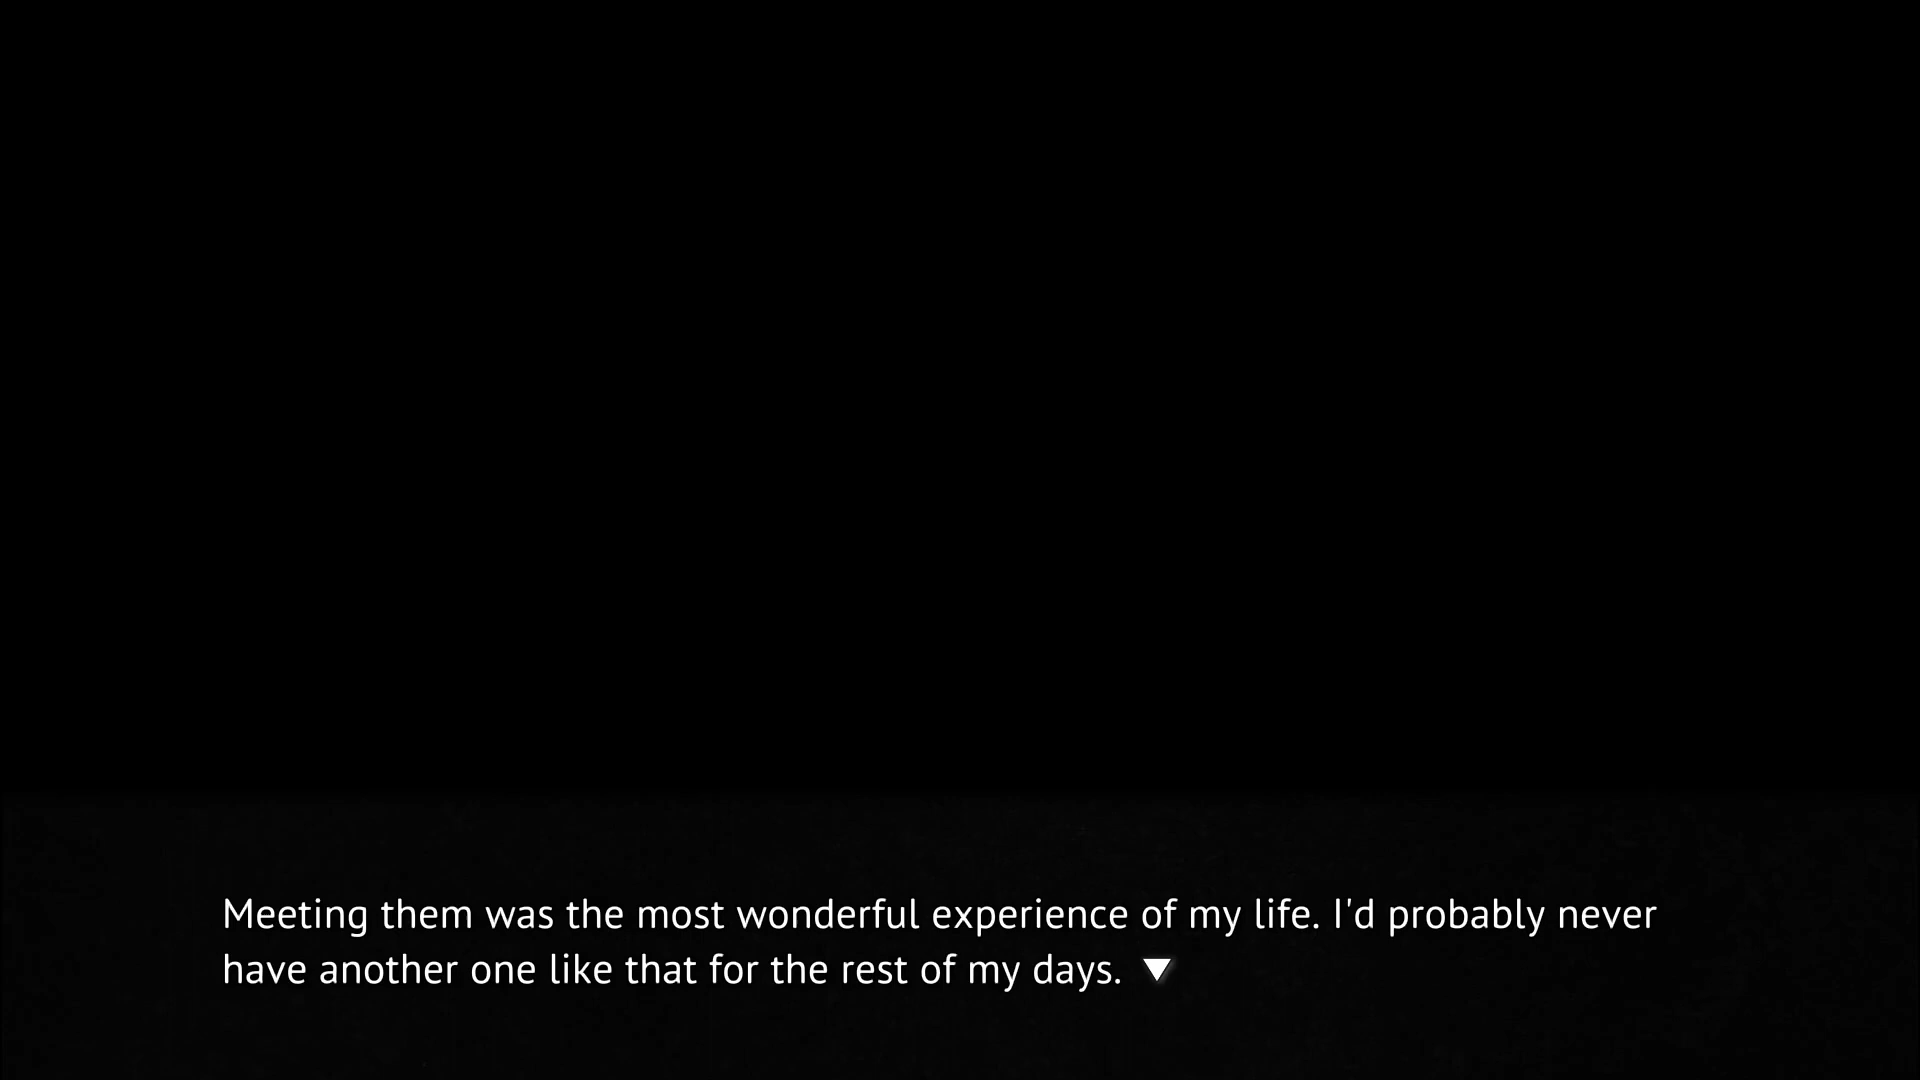 Meeting them was the most wonderful experience of my life. I'd probably never
have another one like that for the rest of my days.